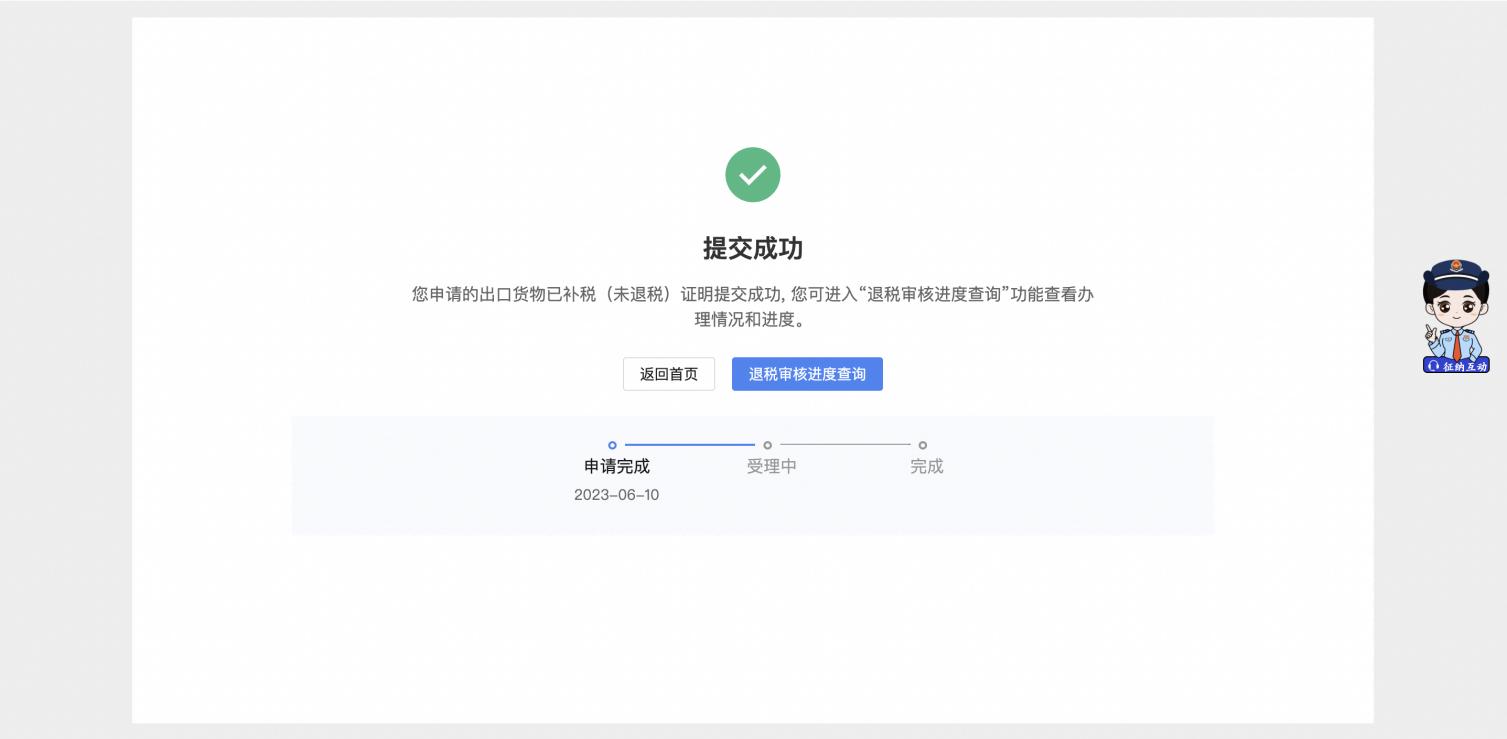 提交成功
您申请的出口货物已补税（未退税）证明提交成功, 您可进入“退税审核进度查询”功能查看办
理情况和进度。
返回首页
退税审核进度查询
申请完成
受理中
完成
2023-06-10
征纳互动